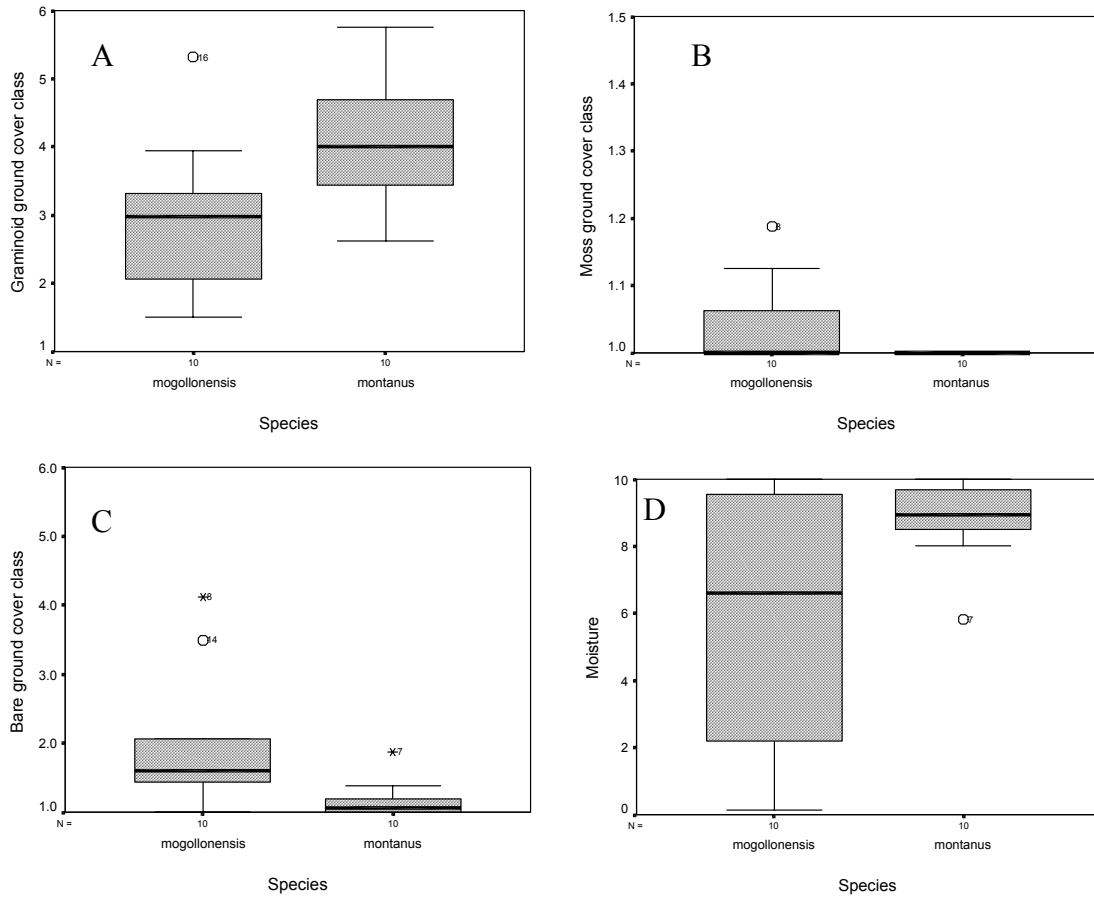 A
Graminoid ground cover class
6
5
4
3
2
1
16
N =
10
10
mogollonensis
montanus
Species
B
Moss ground cover class
1.5
1.4
1.3
1.2
1.1
1.0
8
N =
10
10
mogollonensis
montanus
Species
C
Bare ground cover class
6.0
5.0
4.0
3.0
2.0
1.0
8
14
7
N =
10
10
mogollonensis
montanus
Species
D
Moisture
10
8
6
4
2
0
7
N =
10
10
mogollonensis
montanus
Species